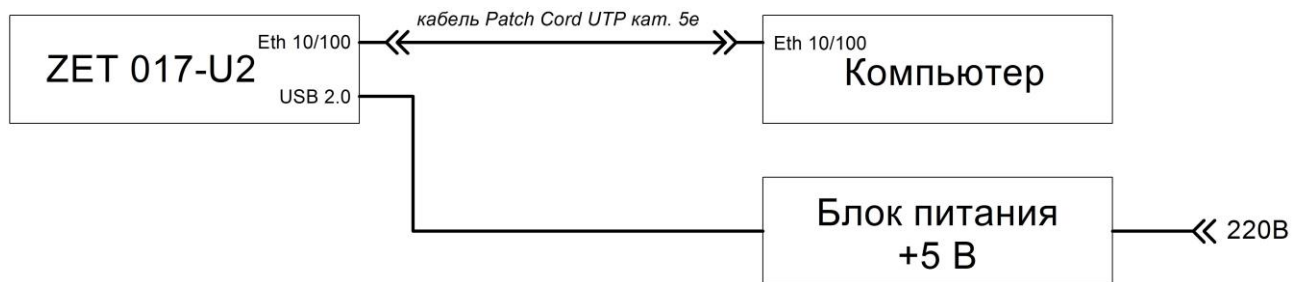 кабель Patch Cord UTP кат. 5е
Eth 10/100
Eth 10/100
ZET 017-U2
Компьютер
USB 2.0
Блок питания
+5 В
220В